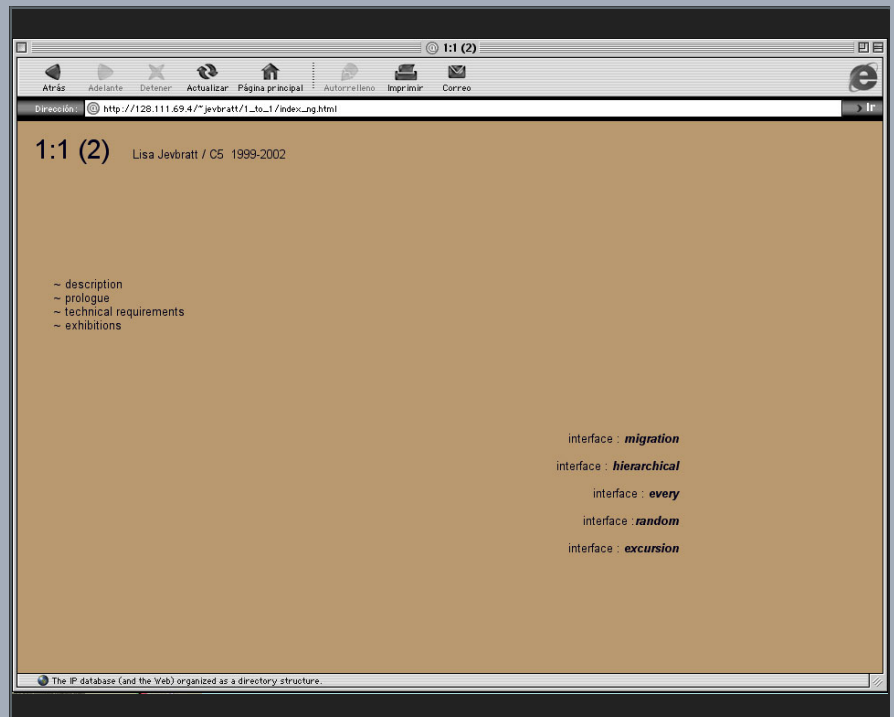 1:1 (2)
Atrás Adelante Detener Actualizar Página principal Autorrelleno Imprimir Correo
Dirección: http://128.111.69.4/~jevbratt/1_to_1/index_ng.html Ir
1:1 (2) Lisa Jevbratt / C5 1999-2002
~ description
~ prologue
~ technical requirements
~ exhibitions
interface : migration
interface : hierarchical
interface : every
interface :random
interface : excursion
The IP database (and the Web) organized as a directory structure.